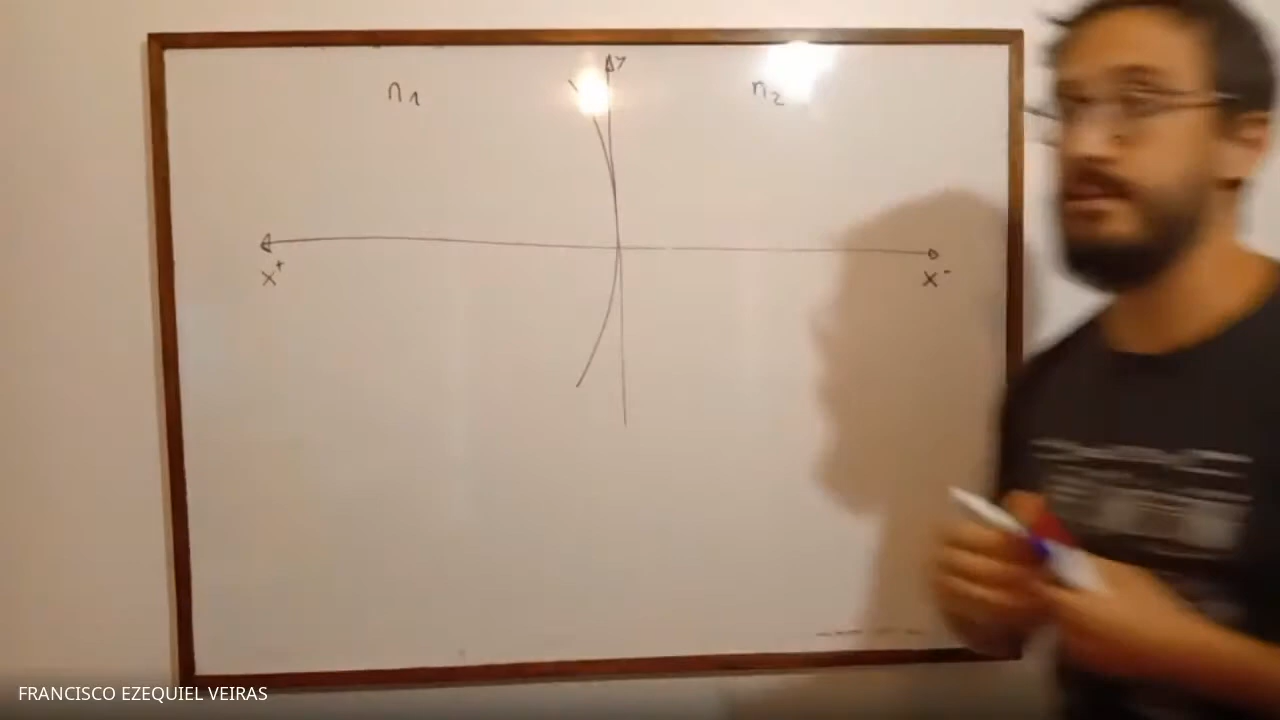 n1
y
n2
x+
x-
FRANCISCO EZEQUIEL VEIRAS